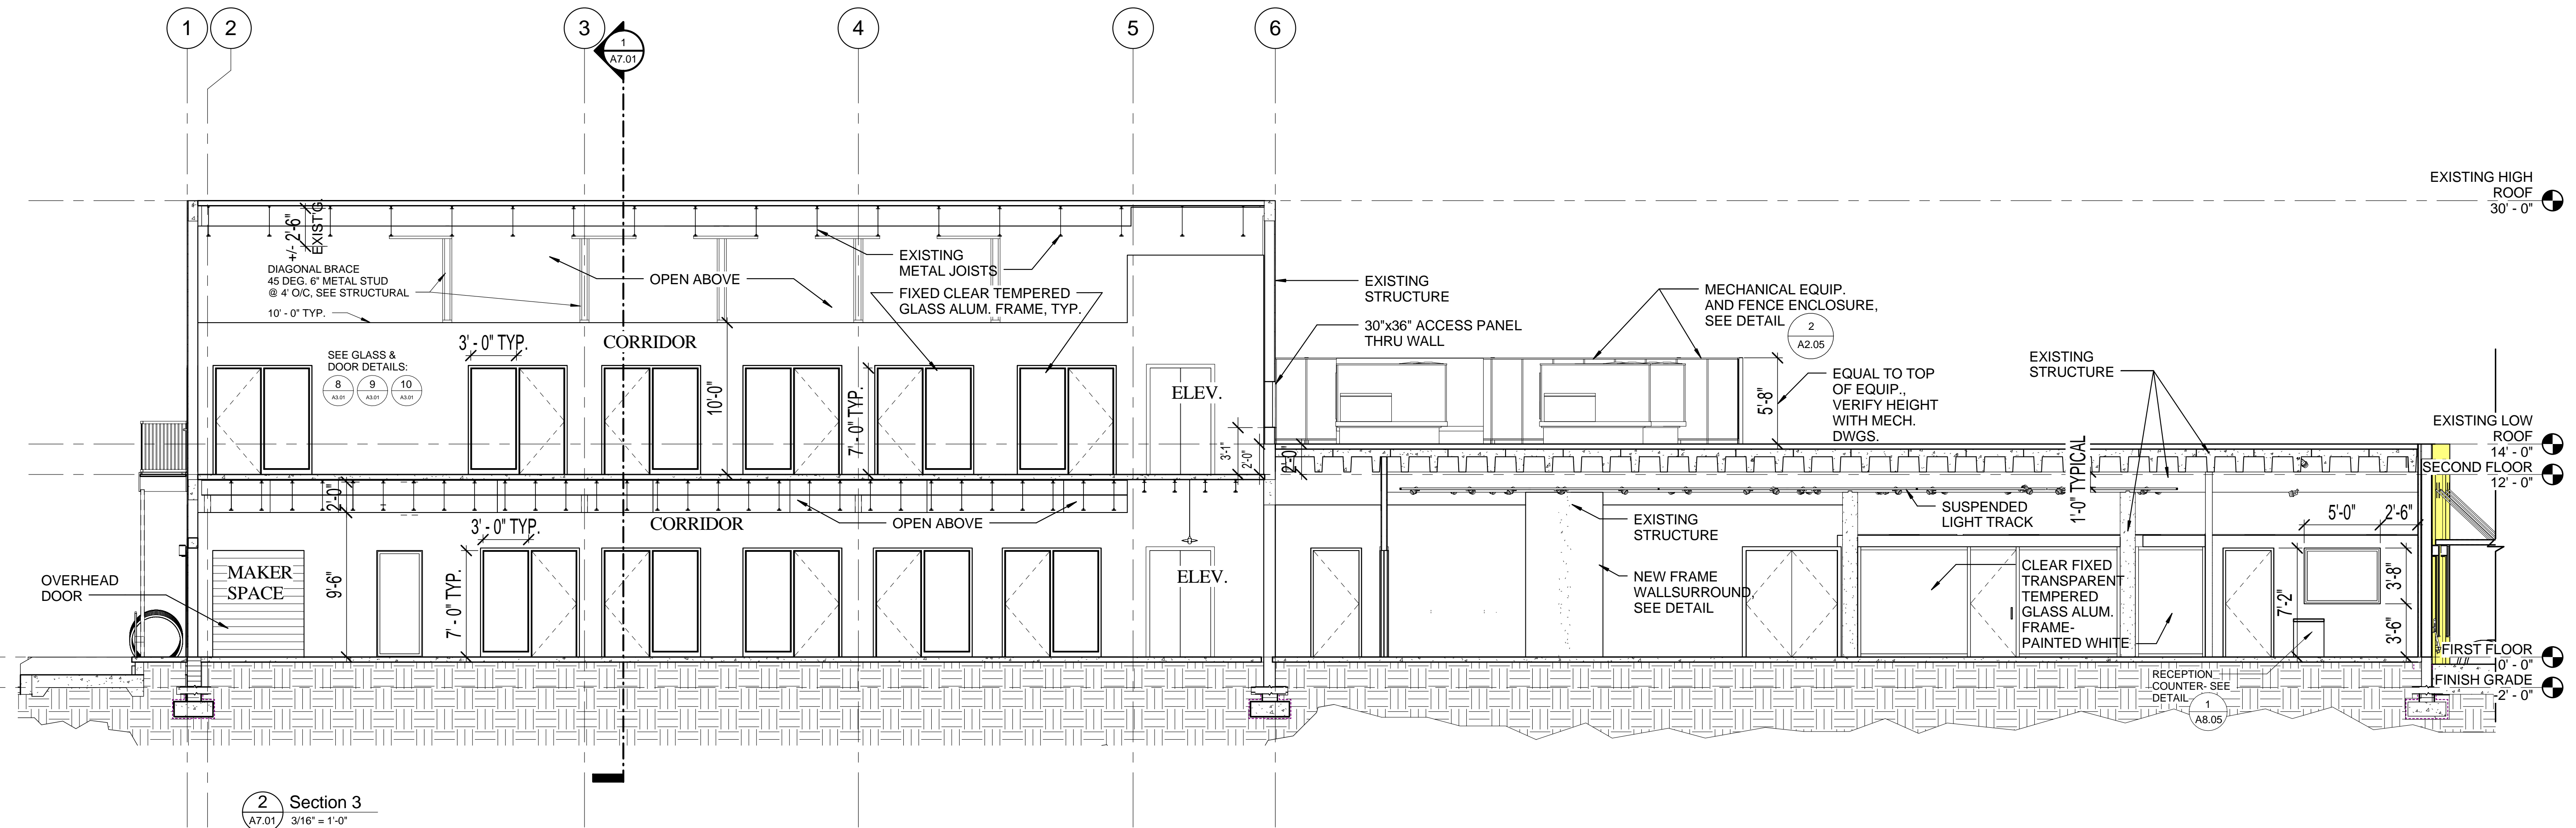 1
2
3
4
5
6
1
A7.01
EXISTING HIGH
ROOF
30' - 0"
+/- 2'-6"
EXIST'G.
DIAGONAL BRACE
45 DEG. 6" METAL STUD
@ 4' O/C, SEE STRUCTURAL
10' - 0" TYP.
OPEN ABOVE
EXISTING
METAL JOISTS
FIXED CLEAR TEMPERED
GLASS ALUM. FRAME, TYP.
EXISTING
STRUCTURE
30"x36" ACCESS PANEL
THRU WALL
MECHANICAL EQUIP.
AND FENCE ENCLOSURE,
SEE DETAIL
2
A2.05
SEE GLASS &
DOOR DETAILS:
8
A3.01
9
A3.01
10
A3.01
3' - 0" TYP.
CORRIDOR
10'-0"
7' - 0" TYP.
ELEV.
3'-1"
2'-0"
2'-0"
5'-8"
EQUAL TO TOP
OF EQUIP.,
VERIFY HEIGHT
WITH MECH.
DWGS.
EXISTING
STRUCTURE
EXISTING LOW
ROOF
14' - 0"
SECOND FLOOR
12' - 0"
2'-0"
3' - 0" TYP.
CORRIDOR
OPEN ABOVE
EXISTING
STRUCTURE
SUSPENDED
LIGHT TRACK
1'-0" TYPICAL
5'-0"
2'-6"
OVERHEAD
DOOR
MAKER
SPACE
9'-6"
7' - 0" TYP.
ELEV.
NEW FRAME
WALLSURROUND,
SEE DETAIL
CLEAR FIXED
TRANSPARENT
TEMPERED
GLASS ALUM.
FRAME-
PAINTED WHITE
7'-2"
3'-8"
3'-6"
FIRST FLOOR
0' - 0"
FINISH GRADE
-2' - 0"
RECEPTION
COUNTER- SEE
DETAIL
1
A8.05
2
A7.01
Section 3
3/16" = 1'-0"